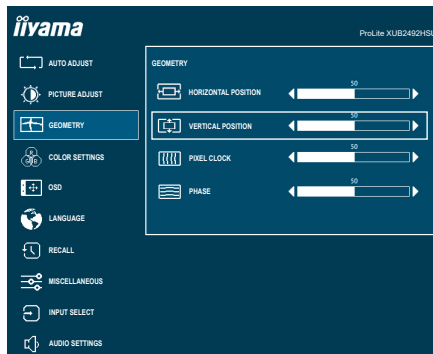 iiyama
ProLite XUB2492HSU
AUTO ADJUST
PICTURE ADJUST
GEOMETRY
COLOR SETTINGS
R
G B
OSD
LANGUAGE
RECALL
MISCELLANEOUS
INPUT SELECT
AUDIO SETTINGS
GEOMETRY
HORIZONTAL POSITION
50
VERTICAL POSITION
50
PIXEL CLOCK
50
PHASE
50